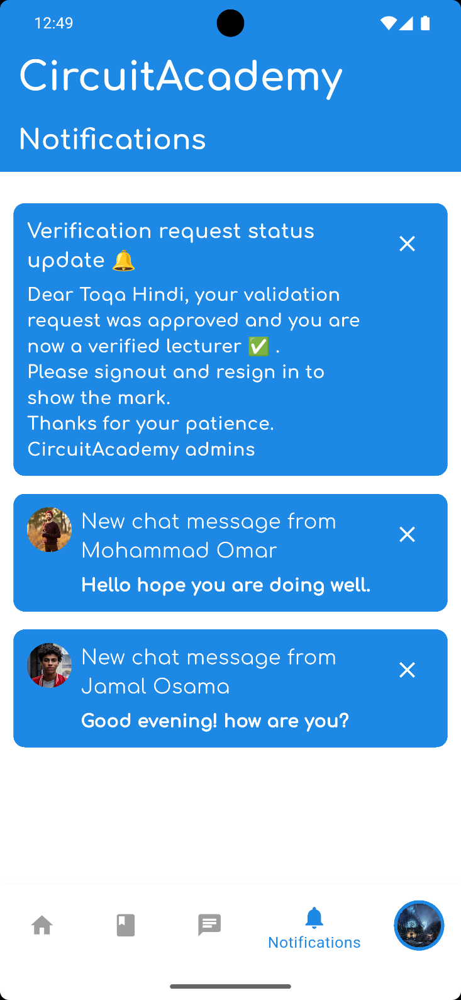 12:49
CircuitAcademy
Notifications
Verification request status
update 🔔
Dear Toqa Hindi, your validation
request was approved and you are
now a verified lecturer ✅ .
Please signout and resign in to
show the mark.
Thanks for your patience.
CircuitAcademy admins
New chat message from
Mohammad Omar
Hello hope you are doing well.
New chat message from
Jamal Osama
Good evening! how are you?
Notifications